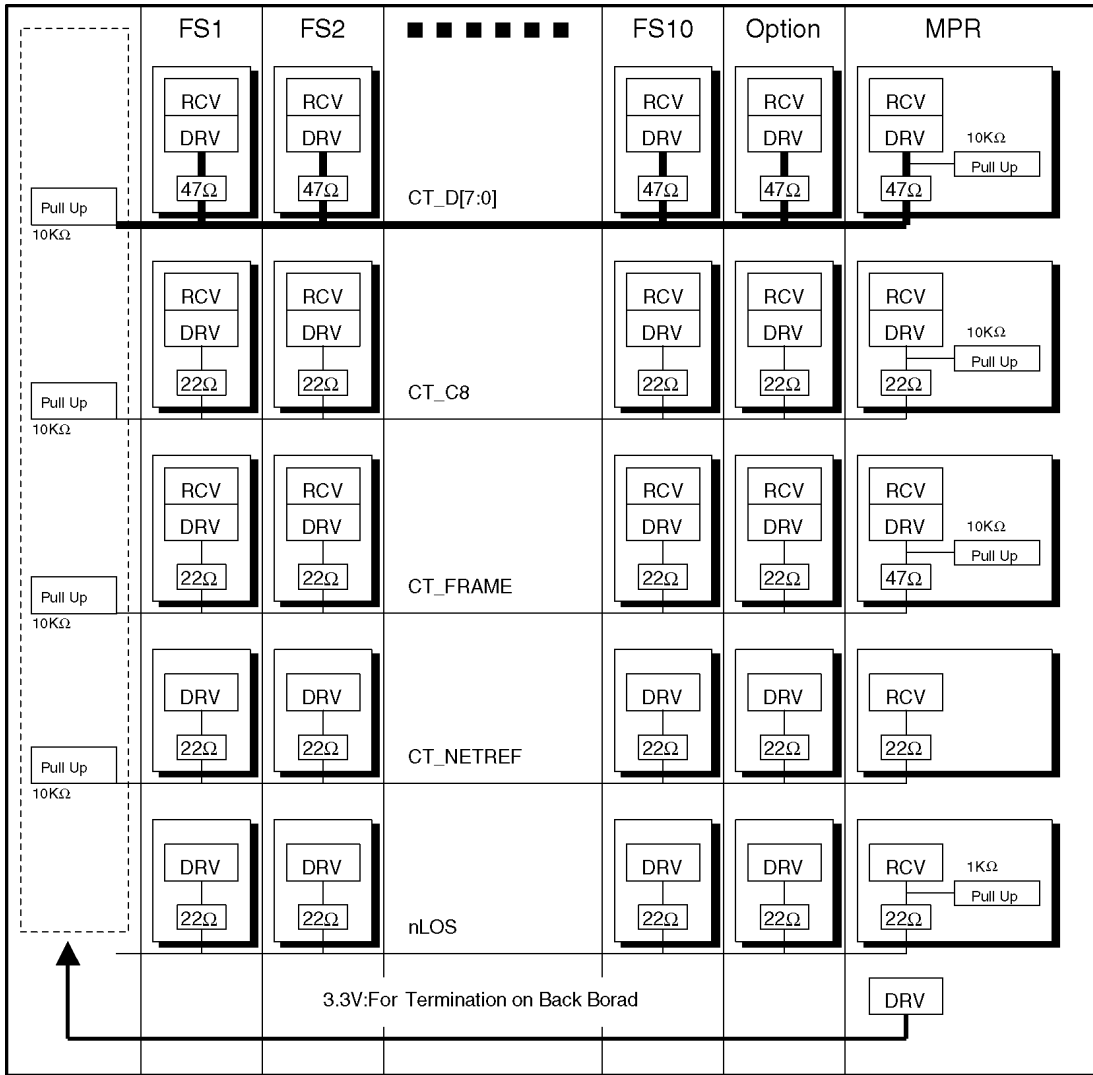 FS1 FS2 ■ ■ ■ ■ ■ ■ FS10 Option MPR
RCV RCV RCV RCV RCV
DRV DRV DRV DRV DRV 10KΩ
Pull Up
47Ω 47Ω CT_D[7:0] 47Ω 47Ω 47Ω
Pull Up
10KΩ
RCV RCV RCV RCV RCV
DRV DRV DRV DRV DRV 10KΩ
Pull Up
22Ω 22Ω CT_C8 22Ω 22Ω 22Ω
Pull Up
10KΩ
RCV RCV RCV RCV RCV
DRV DRV DRV DRV DRV 10KΩ
Pull Up
22Ω 22Ω CT_FRAME 22Ω 22Ω 47Ω
Pull Up
10KΩ
DRV DRV DRV DRV RCV
22Ω 22Ω CT_NETREF 22Ω 22Ω 22Ω
Pull Up
10KΩ
DRV DRV DRV DRV RCV 1KΩ
Pull Up
22Ω 22Ω nLOS 22Ω 22Ω 22Ω
3.3V:For Termination on Back Borad DRV